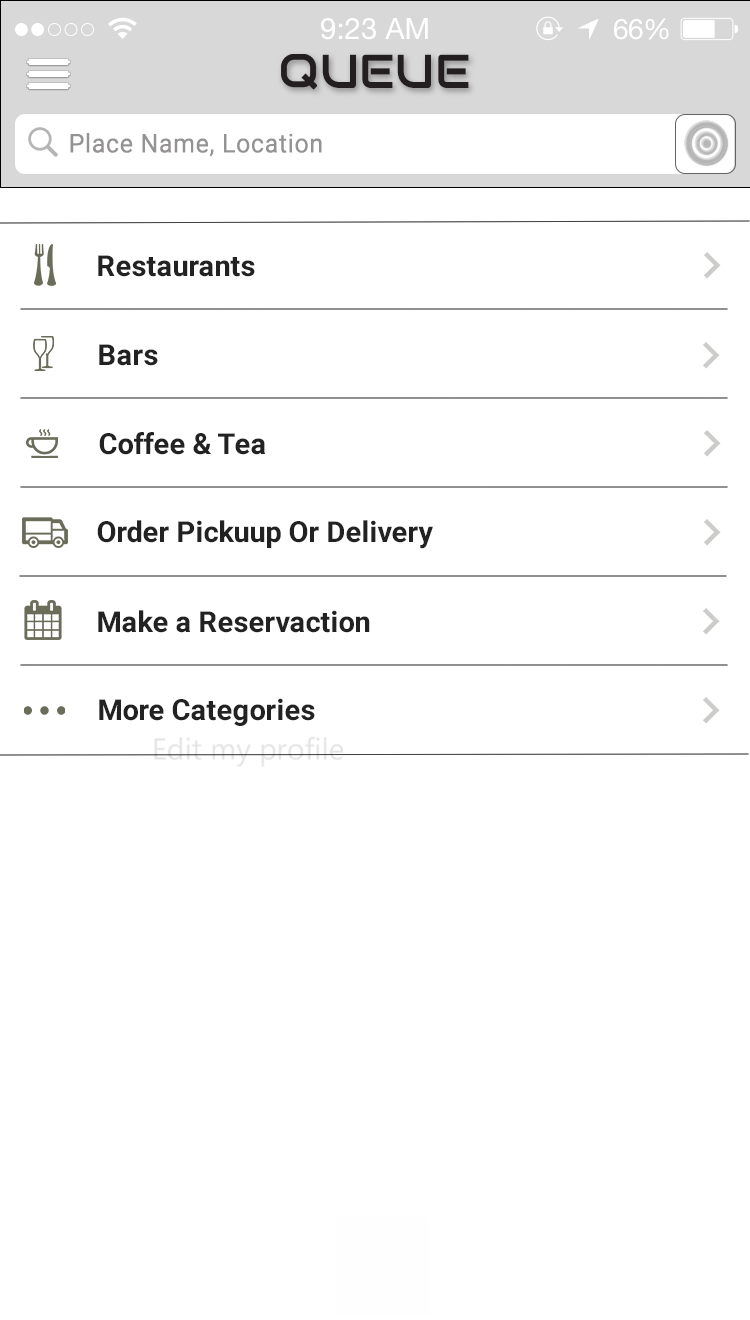 9:23 AM
66%
QUEUE
Place Name, Location
Restaurants
Bars
Coffee & Tea
Order Pickuup Or Delivery
Make a Reservaction
More Categories
Edit my profile